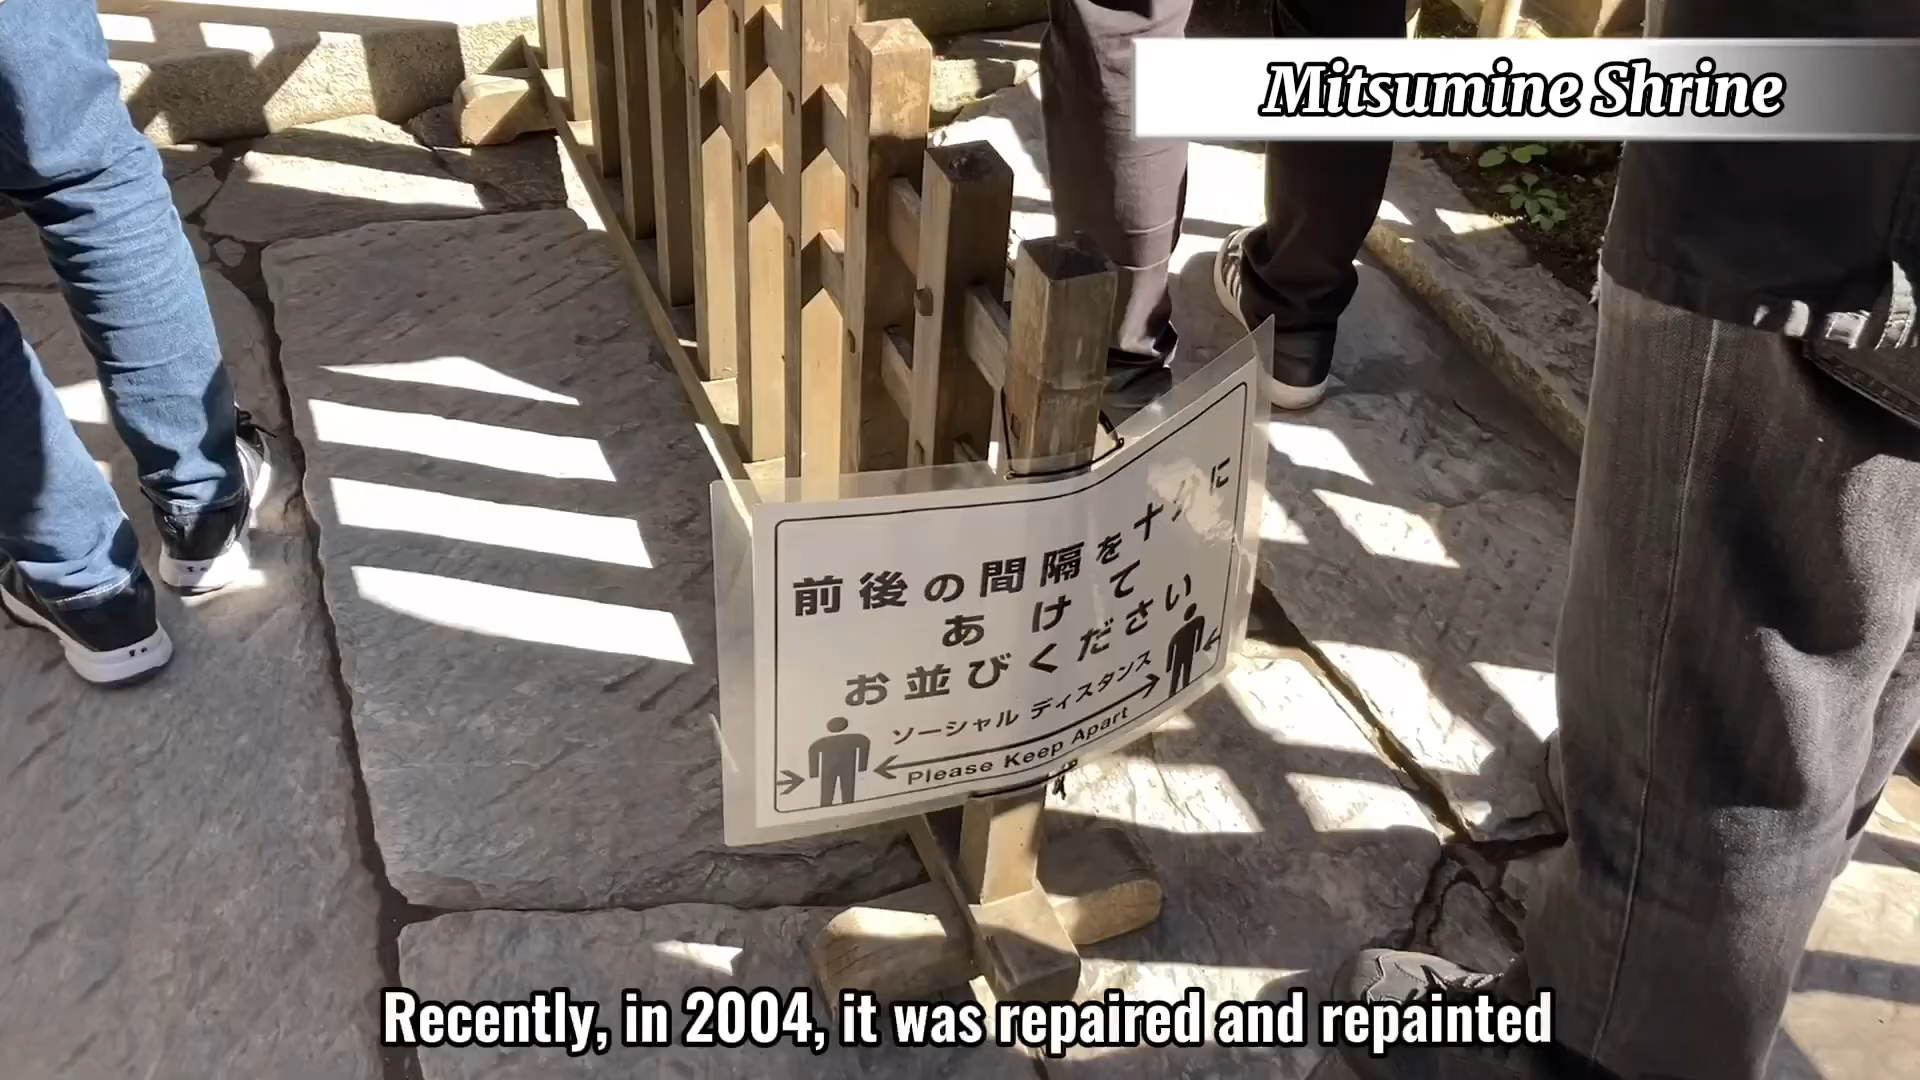 Mitsumine Shrine
前後の間隔を十分に
あけて
お並びください
ソーシャル ディスタンス
Please Keep Apart
Recently, in 2004, it was repaired and repainted